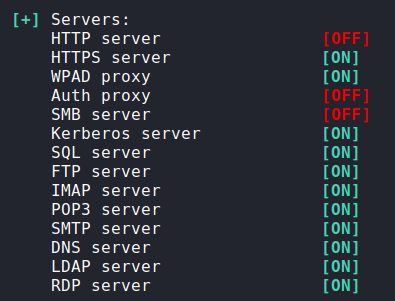 [+] Servers:
HTTP server [OFF]
HTTPS server [ON]
WPAD proxy [ON]
Auth proxy [OFF]
SMB server [OFF]
Kerberos server [ON]
SQL server [ON]
FTP server [ON]
IMAP server [ON]
POP3 server [ON]
SMTP server [ON]
DNS server [ON]
LDAP server [ON]
RDP server [ON]